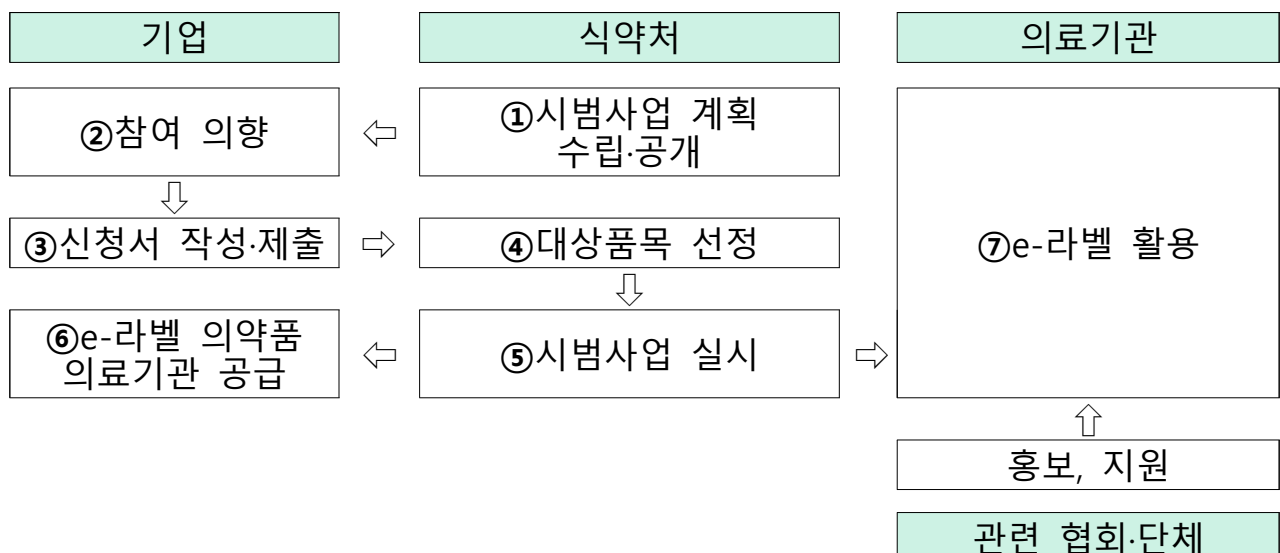 기업
식약처
의료기관
②참여 의향
⇦
①시범사업 계획
수립·공개
⇩
③신청서 작성·제출
⇨
④대상품목 선정
⑦e-라벨 활용
⇩
⑥e-라벨 의약품
의료기관 공급
⇦
⑤시범사업 실시
⇨
⇧
홍보, 지원
관련 협회·단체